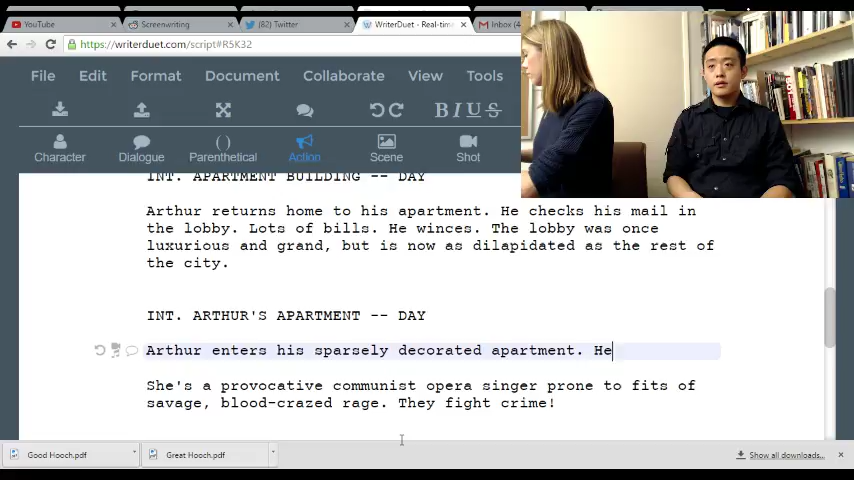 YouTube
Screenwriting
(82) Twitter
WriterDuet - Real-time
Gmail Inbox (4
https://writerduet.com/script#R5K32
File Edit Format Document Collaborate View Tools
B I U S
Character Dialogue Parenthetical Action Scene Shot
INT. APARTMENT BUILDING -- DAY
Arthur returns home to his apartment. He checks his mail in
the lobby. Lots of bills. He winces. The lobby was once
luxurious and grand, but is now as dilapidated as the rest of
the city.
INT. ARTHUR'S APARTMENT -- DAY
Arthur enters his sparsely decorated apartment. He
She's a provocative communist opera singer prone to fits of
savage, blood-crazed rage. They fight crime!
Good Hooch.pdf
Great Hooch.pdf
Show all downloads...